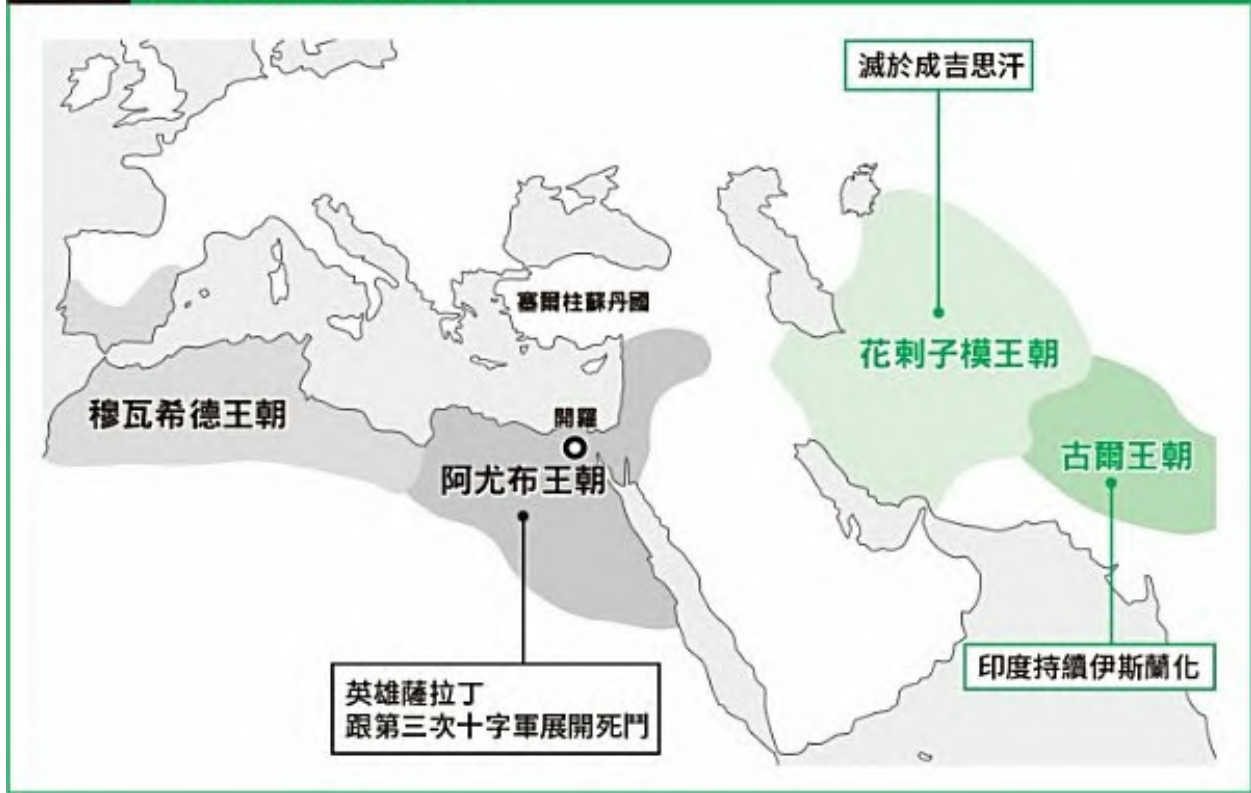 滅於成吉思汗
塞爾柱蘇丹國
花剌子模王朝
穆瓦希德王朝
開羅
古爾王朝
阿尤布王朝
印度持續伊斯蘭化
英雄薩拉丁
跟第三次十字軍展開死鬥